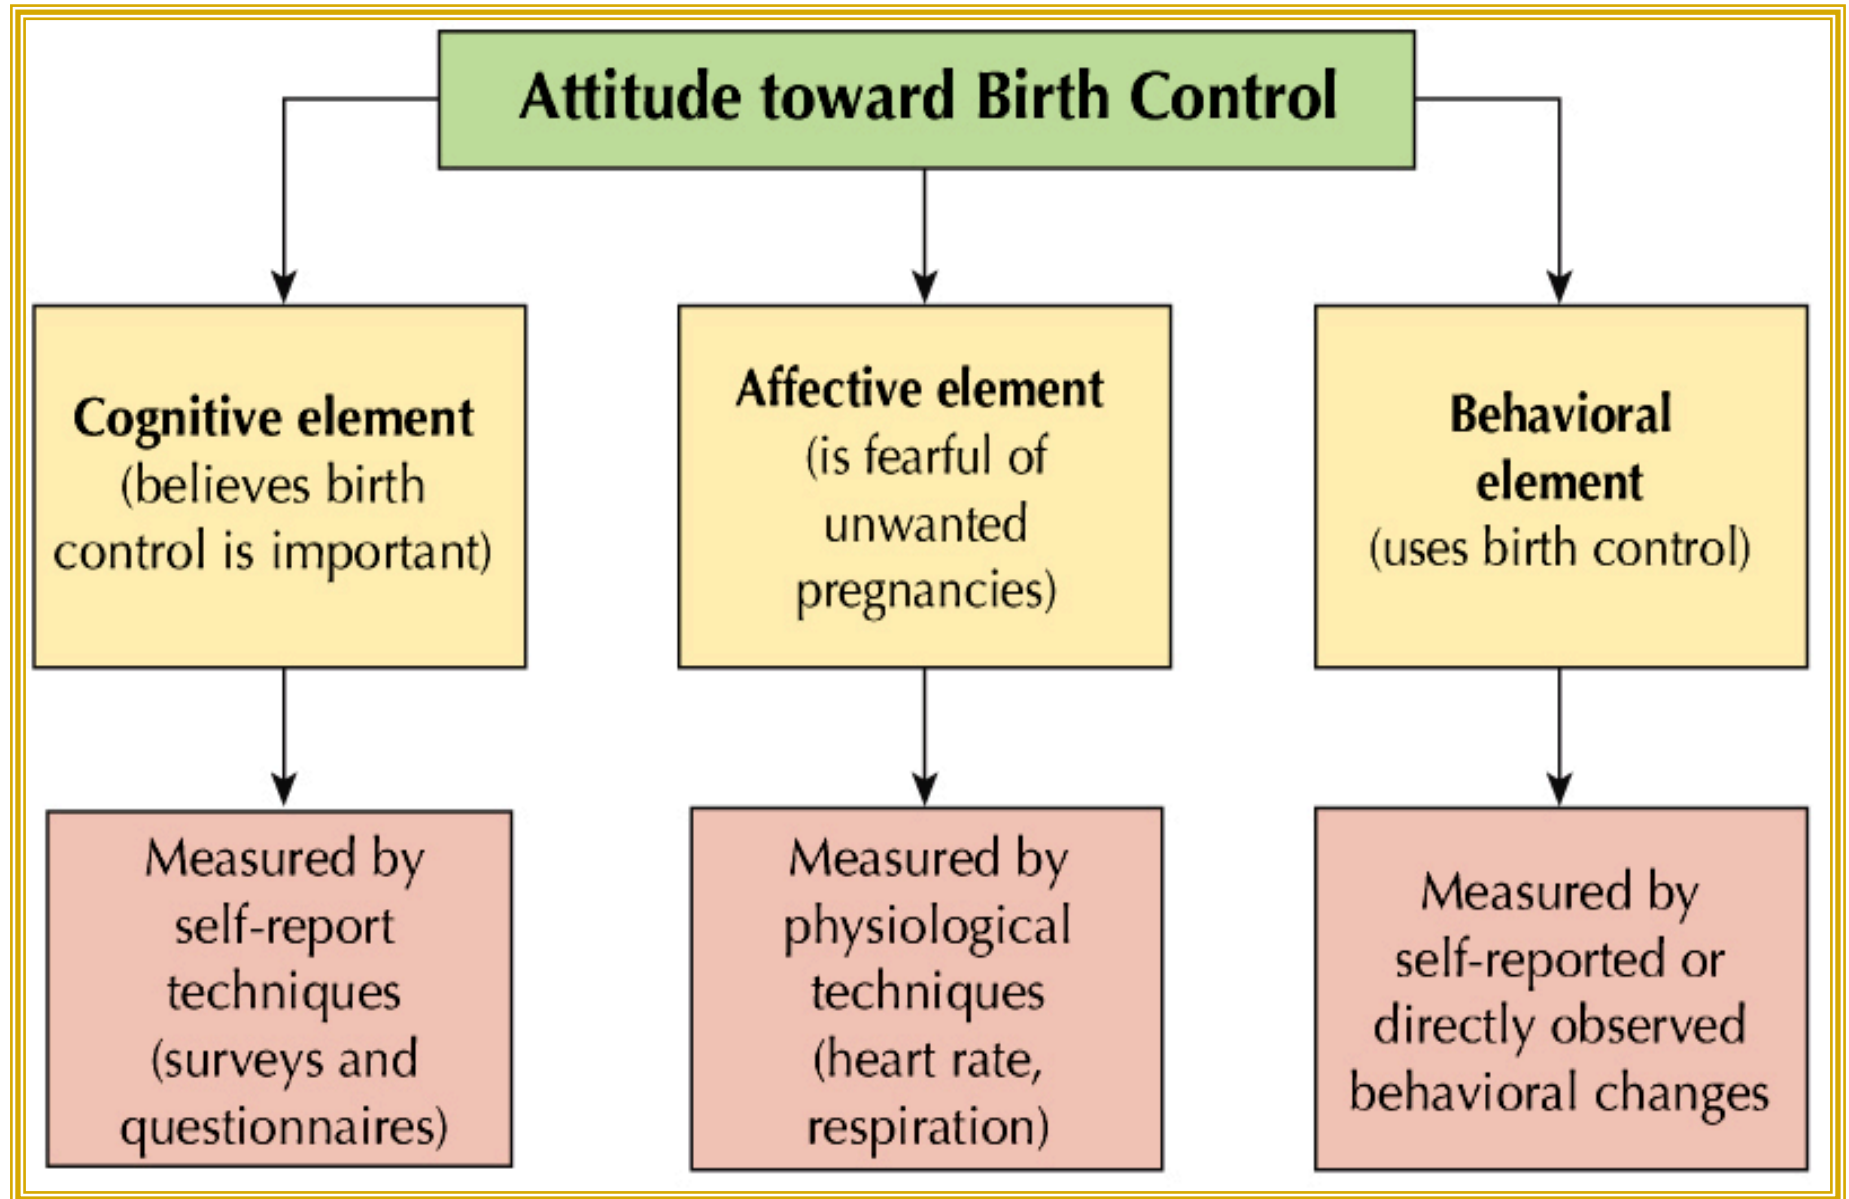 Attitude toward Birth Control
Cognitive element
(believes birth
control is important)
Affective element
(is fearful of
unwanted
pregnancies)
Behavioral
element
(uses birth control)
Measured by
self-report
techniques
(surveys and
questionnaires)
Measured by
physiological
techniques
(heart rate,
respiration)
Measured by
self-reported or
directly observed
behavioral changes